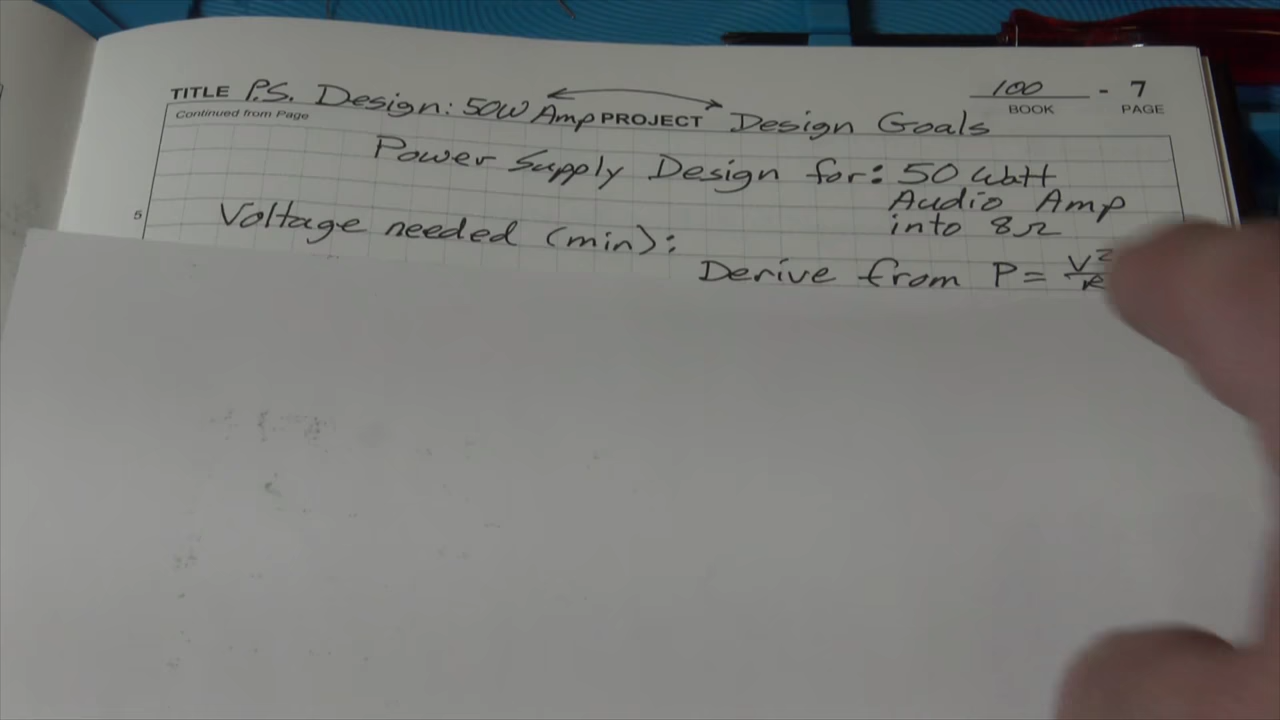 TITLE P.S. Design: 50W Amp PROJECT Design Goals
100 - 7
BOOK PAGE
Continued from Page
Power Supply Design for: 50 Watt
Audio Amp
into 8Ω
5
Voltage needed (min):
Derive from P = V²/R